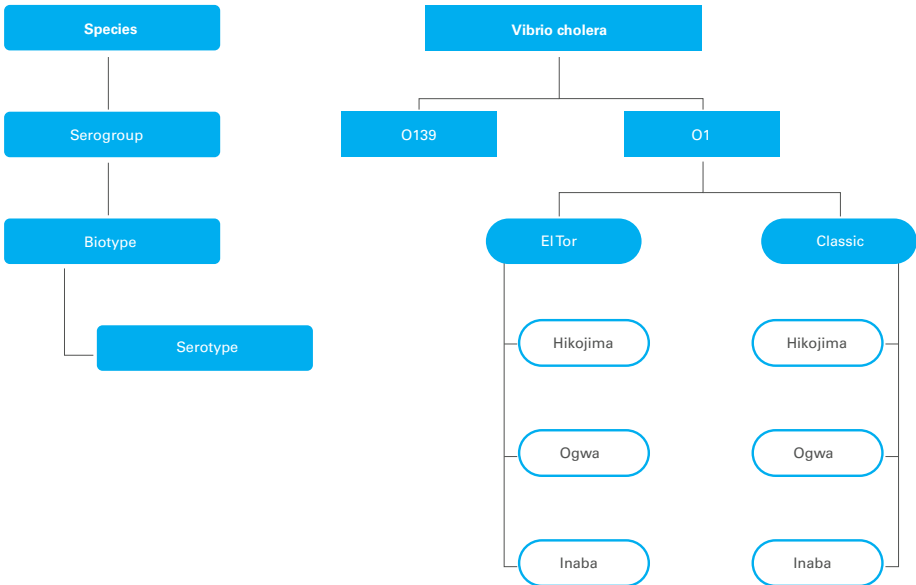 Species
Vibrio cholera
Serogroup
O139
O1
Biotype
El Tor
Classic
Serotype
Hikojima
Hikojima
Ogwa
Ogwa
Inaba
Inaba